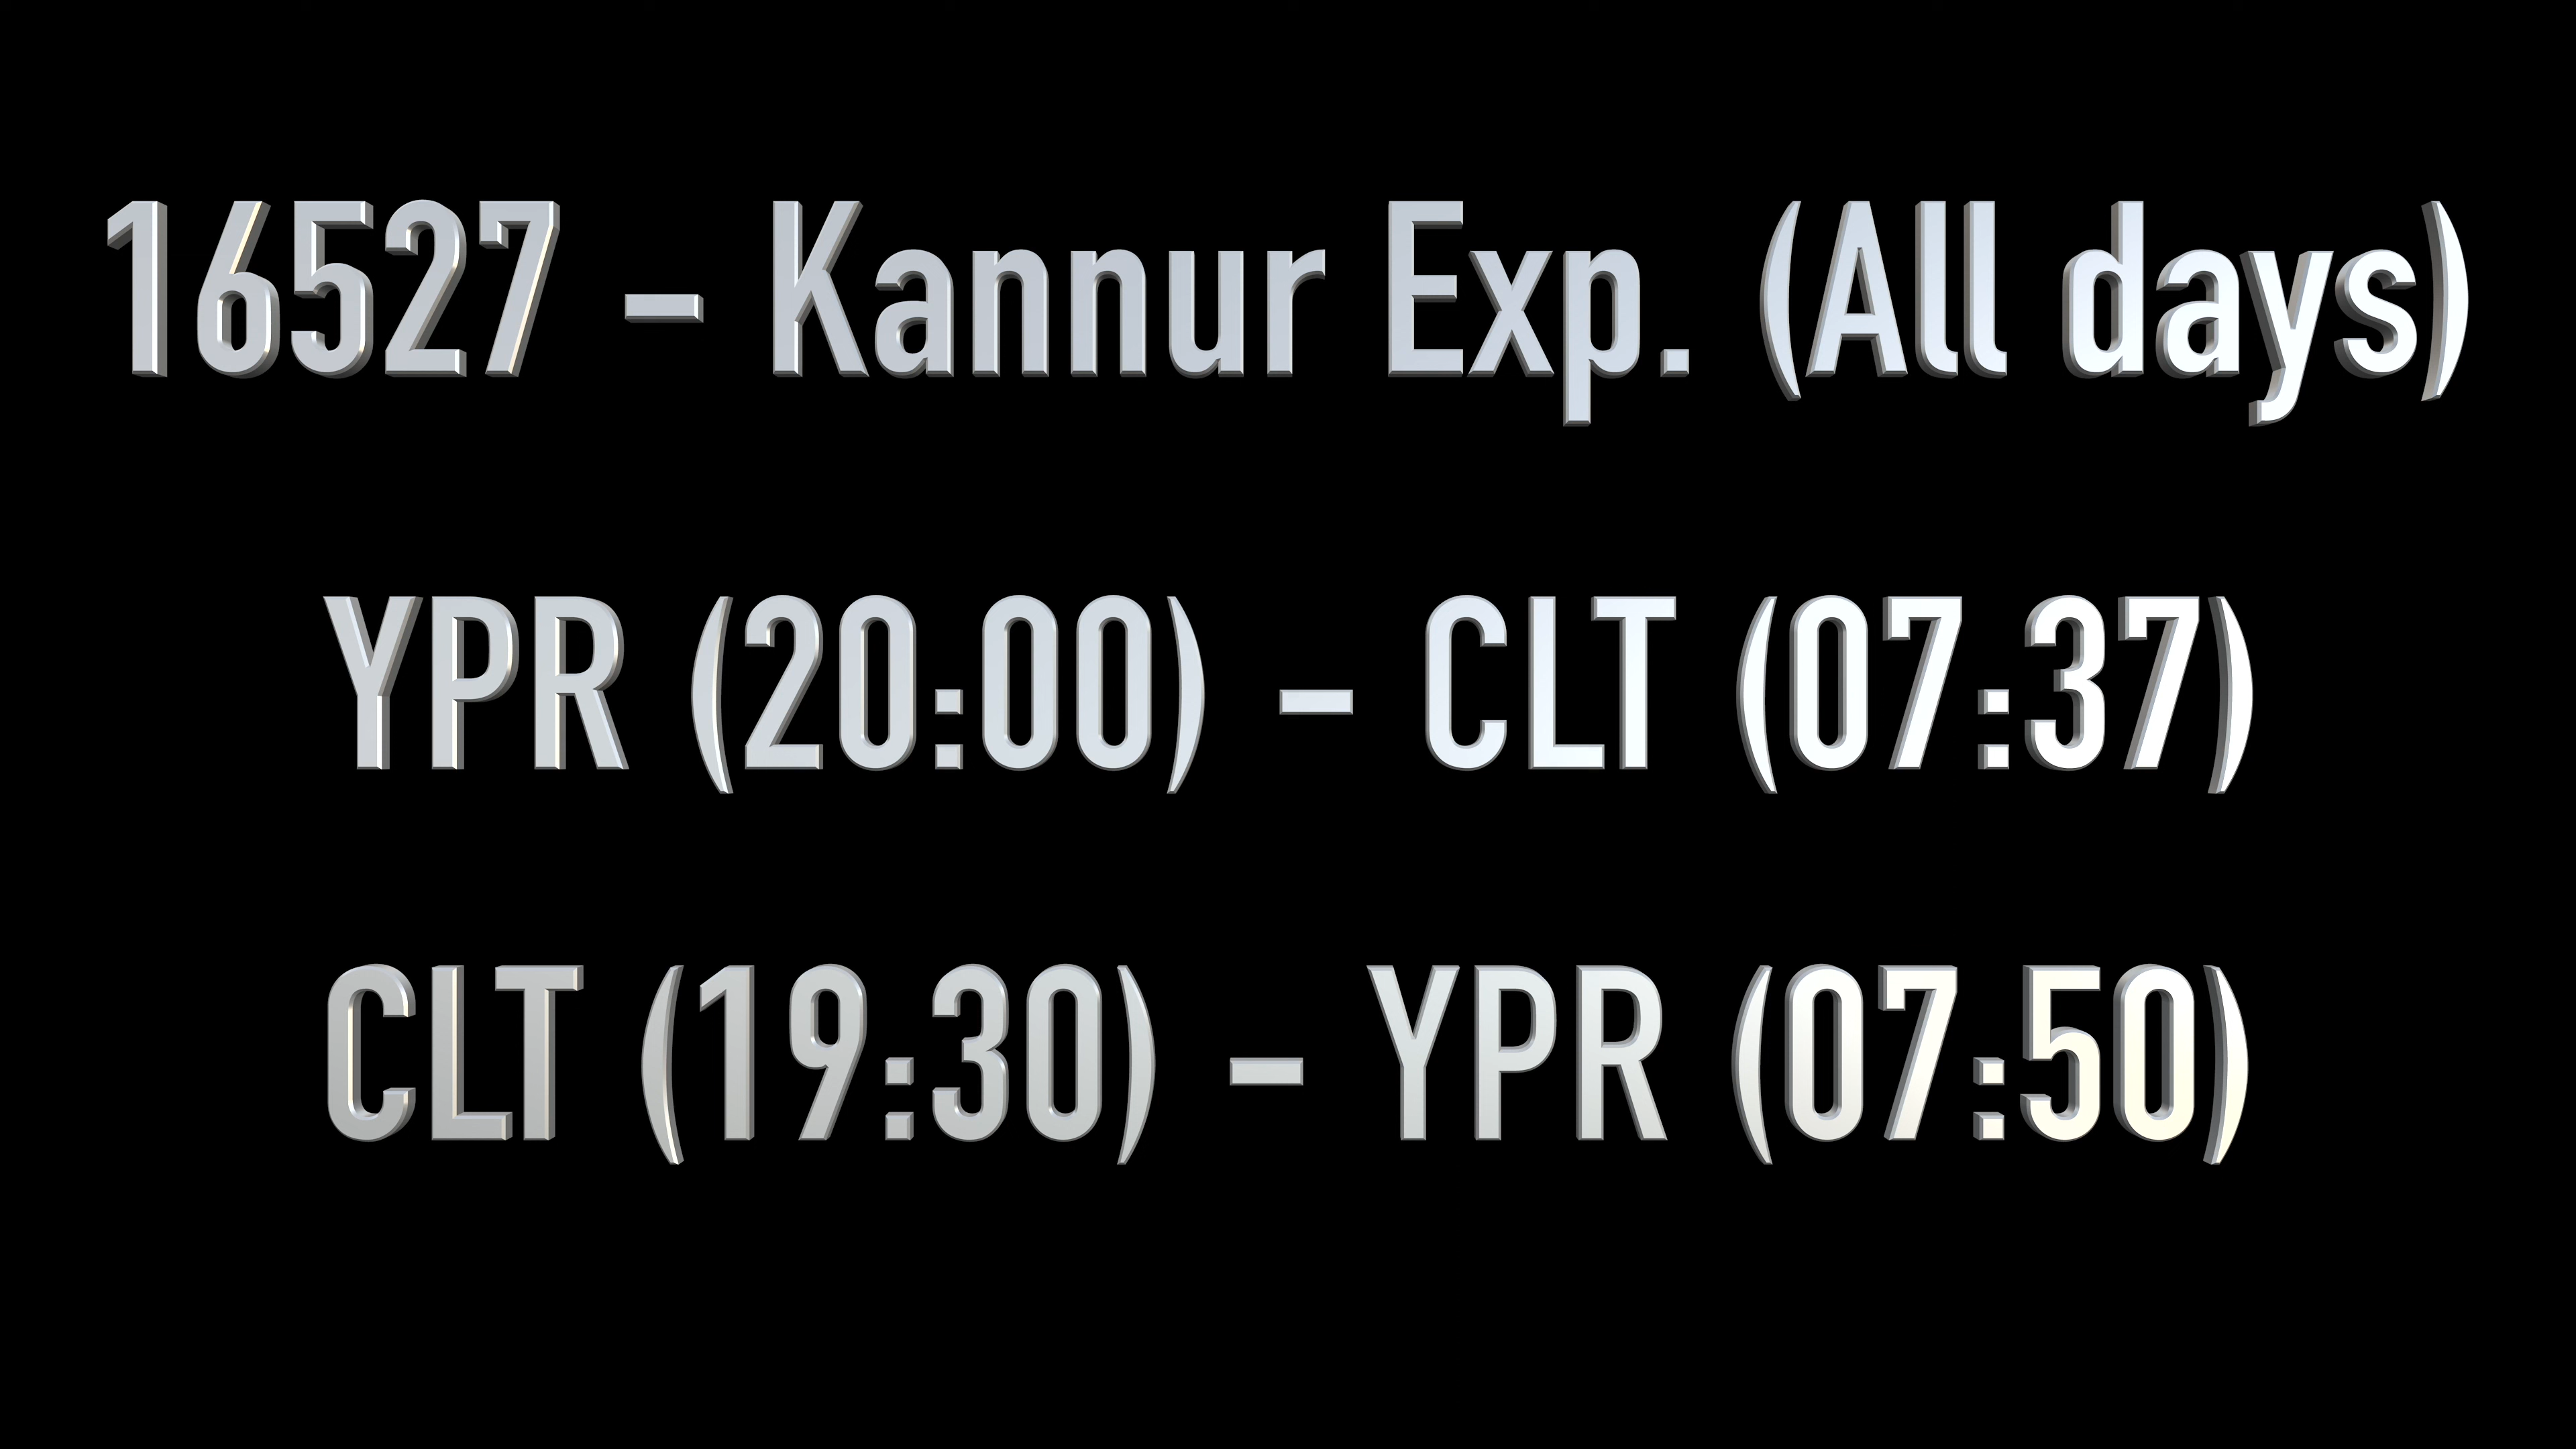 16527 – Kannur Exp. (All days)
YPR (20:00) – CLT (07:37)
CLT (19:30) – YPR (07:50)